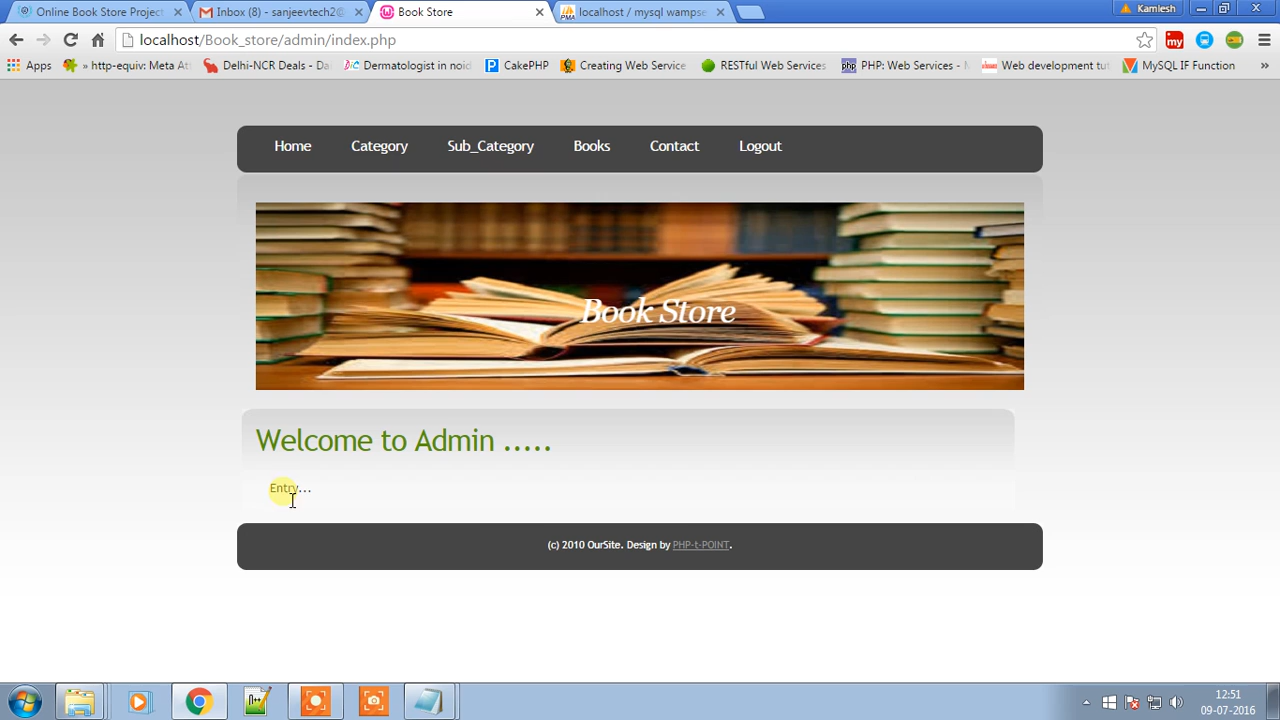 Online Book Store Project
Inbox (8) - sanjeevtech2@
Book Store
localhost / mysql wampse
Kamlesh
localhost/Book_store/admin/index.php
Apps
» http-equiv: Meta At
Delhi-NCR Deals - Da
Dermatologist in noid
CakePHP
Creating Web Service
RESTful Web Services
PHP: Web Services - M
Web development tut
MySQL IF Function
»
Home
Category
Sub_Category
Books
Contact
Logout
Book Store
Welcome to Admin .....
Entry...
(c) 2010 OurSite. Design by PHP-t-POINT.
12:51
09-07-2016